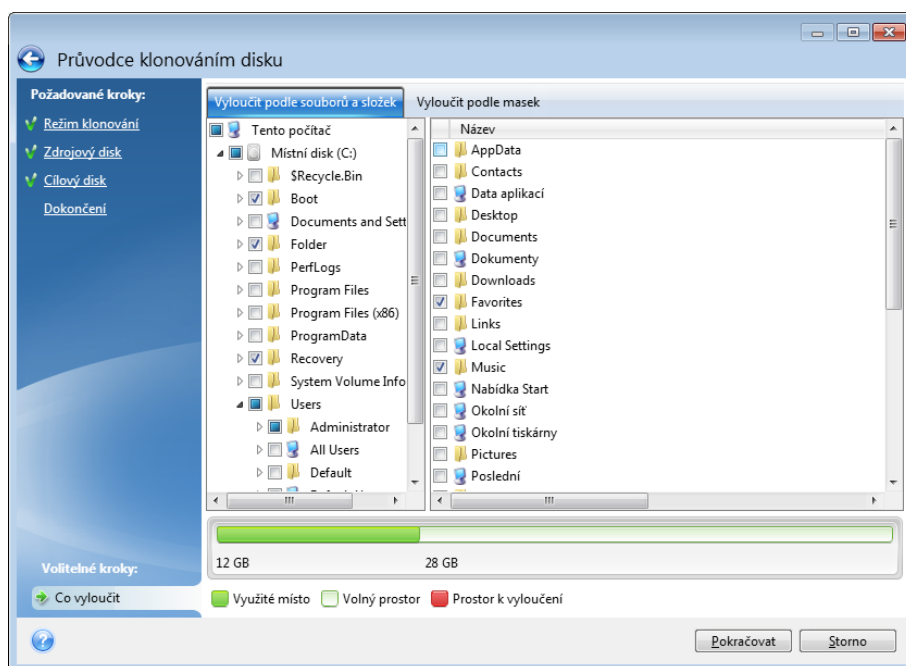 Průvodce klonováním disku
Požadované kroky:
Režim klonování
Zdrojový disk
Cílový disk
Dokončení
Volitelné kroky:
Co vyloučit
Vyloučit podle souborů a složek
Vyloučit podle masek
Tento počítač
Místní disk (C:)
$Recycle.Bin
Boot
Documents and Sett
Folder
PerfLogs
Program Files
Program Files (x86)
ProgramData
Recovery
System Volume Info
Users
Administrator
All Users
Default
Název
AppData
Contacts
Data aplikací
Desktop
Documents
Dokumenty
Downloads
Favorites
Links
Local Settings
Music
Nabídka Start
Okolní síť
Okolní tiskárny
Pictures
Poslední
12 GB
28 GB
Využité místo
Volný prostor
Prostor k vyloučení
Pokračovat
Storno